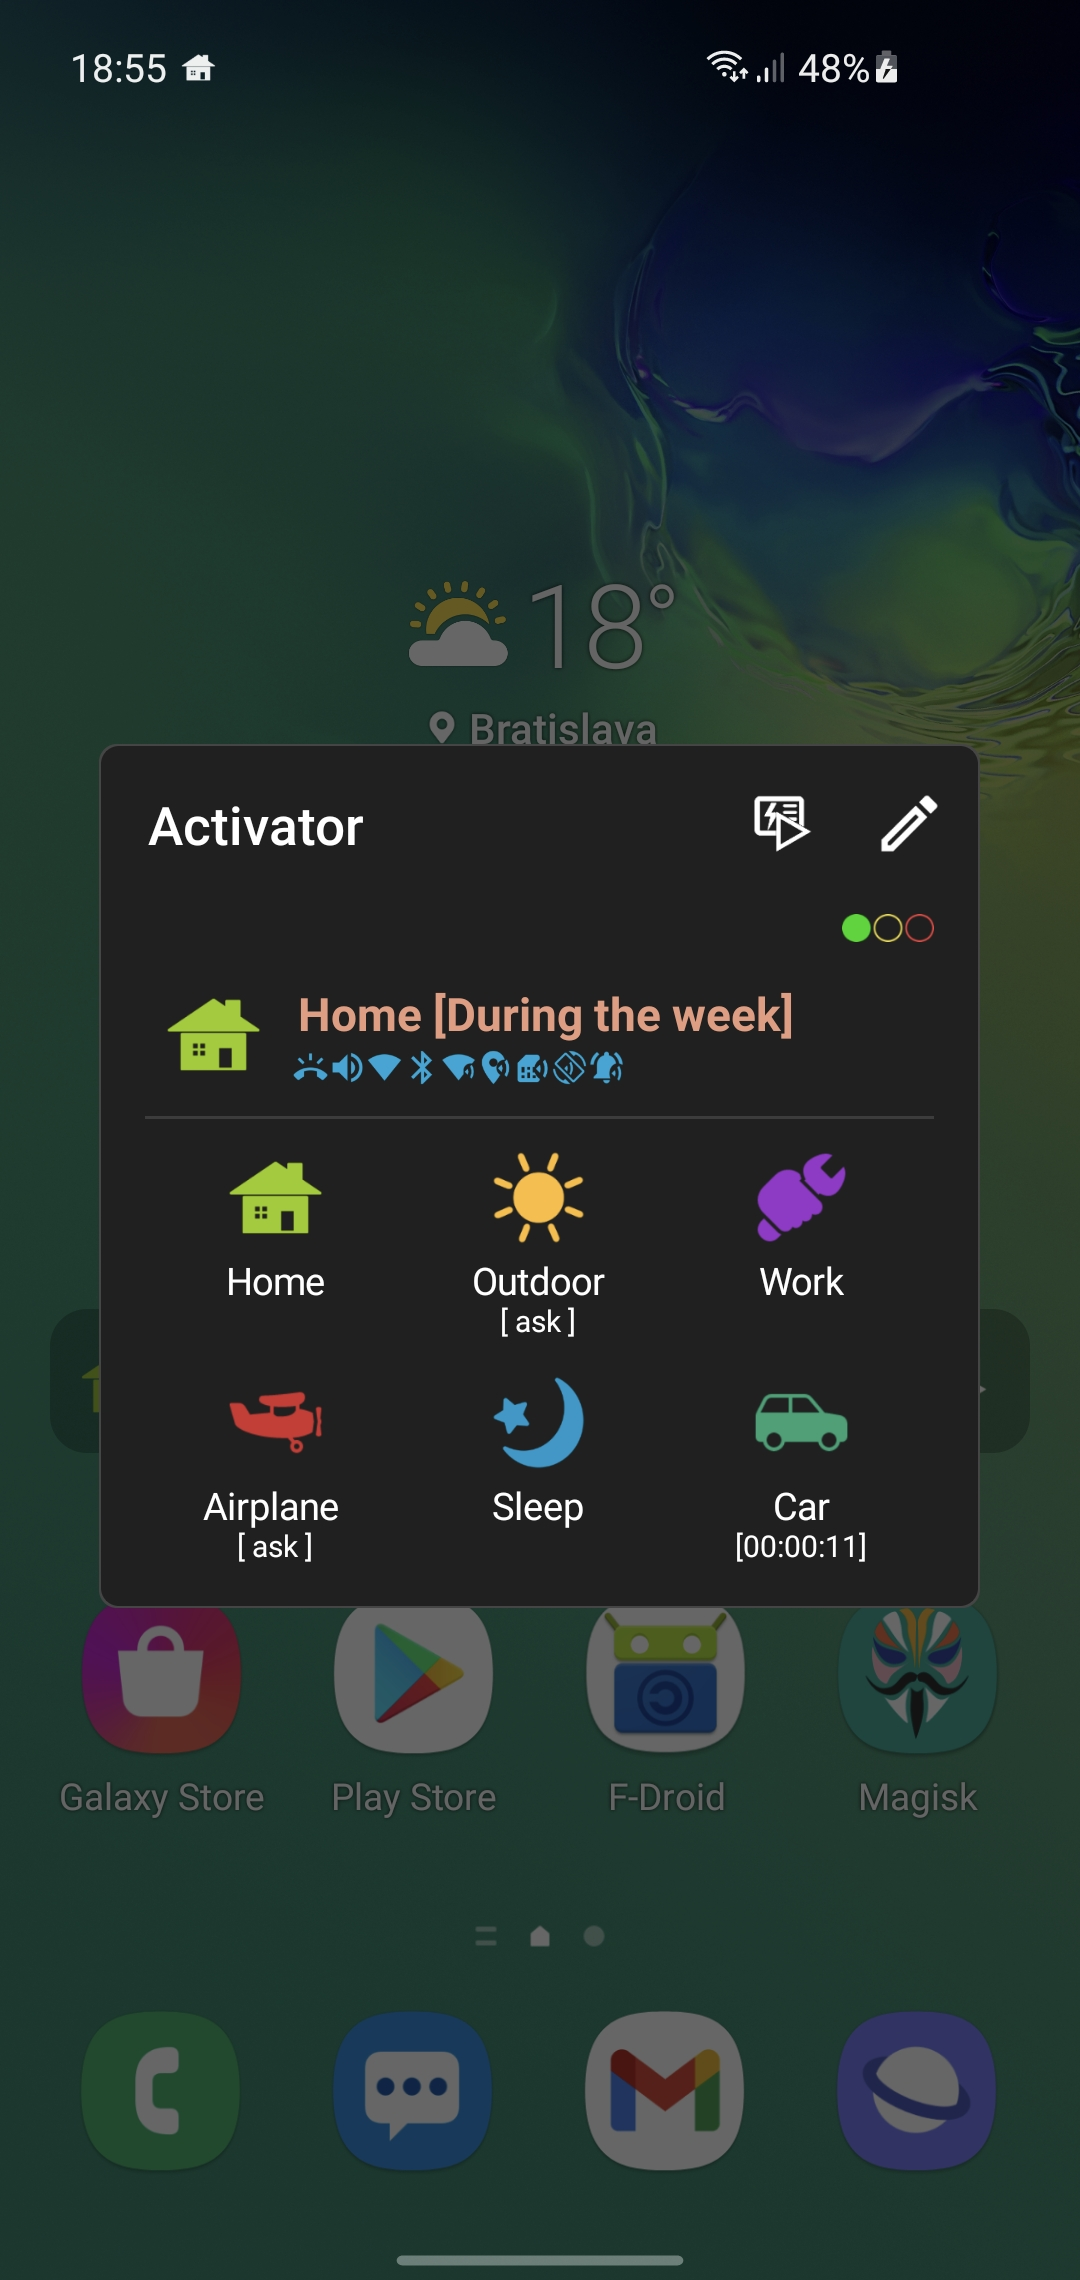 18:55 48%
18°
Bratislava
Activator
Home [During the week]
Home Outdoor Work
[ ask ]
Airplane Sleep Car
[ ask ] [00:00:11]
Galaxy Store Play Store F-Droid Magisk